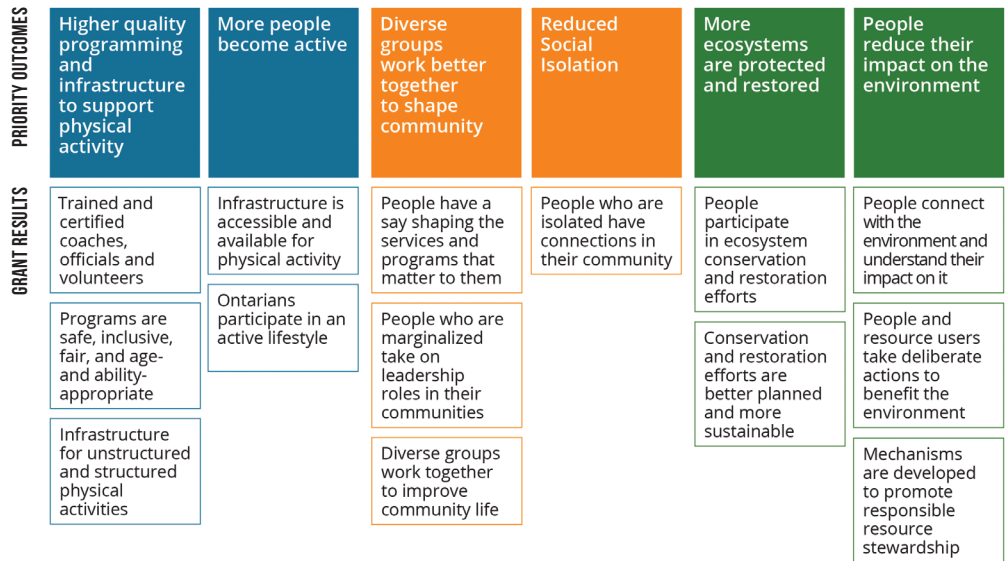 PRIORITY OUTCOMES
Higher quality
programming
and
infrastructure
to support
physical
activity
More people
become active
Diverse
groups
work better
together
to shape
community
Reduced
Social
Isolation
More
ecosystems
are protected
and restored
People
reduce their
impact on the
environment
GRANT RESULTS
Trained and
certified
coaches,
officials and
volunteers
Programs are
safe, inclusive,
fair, and age-
and ability-
appropriate
Infrastructure
for unstructured
and structured
physical
activities
Infrastructure is
accessible and
available for
physical activity
Ontarians
participate in an
active lifestyle
People have a
say shaping the
services and
programs that
matter to them
People who are
marginalized
take on
leadership
roles in their
communities
Diverse groups
work together
to improve
community life
People who are
isolated have
connections in
their community
People
participate
in ecosystem
conservation
and restoration
efforts
Conservation
and restoration
efforts are
better planned
and more
sustainable
People connect
with the
environment and
understand their
impact on it
People and
resource users
take deliberate
actions to
benefit the
environment
Mechanisms
are developed
to promote
responsible
resource
stewardship